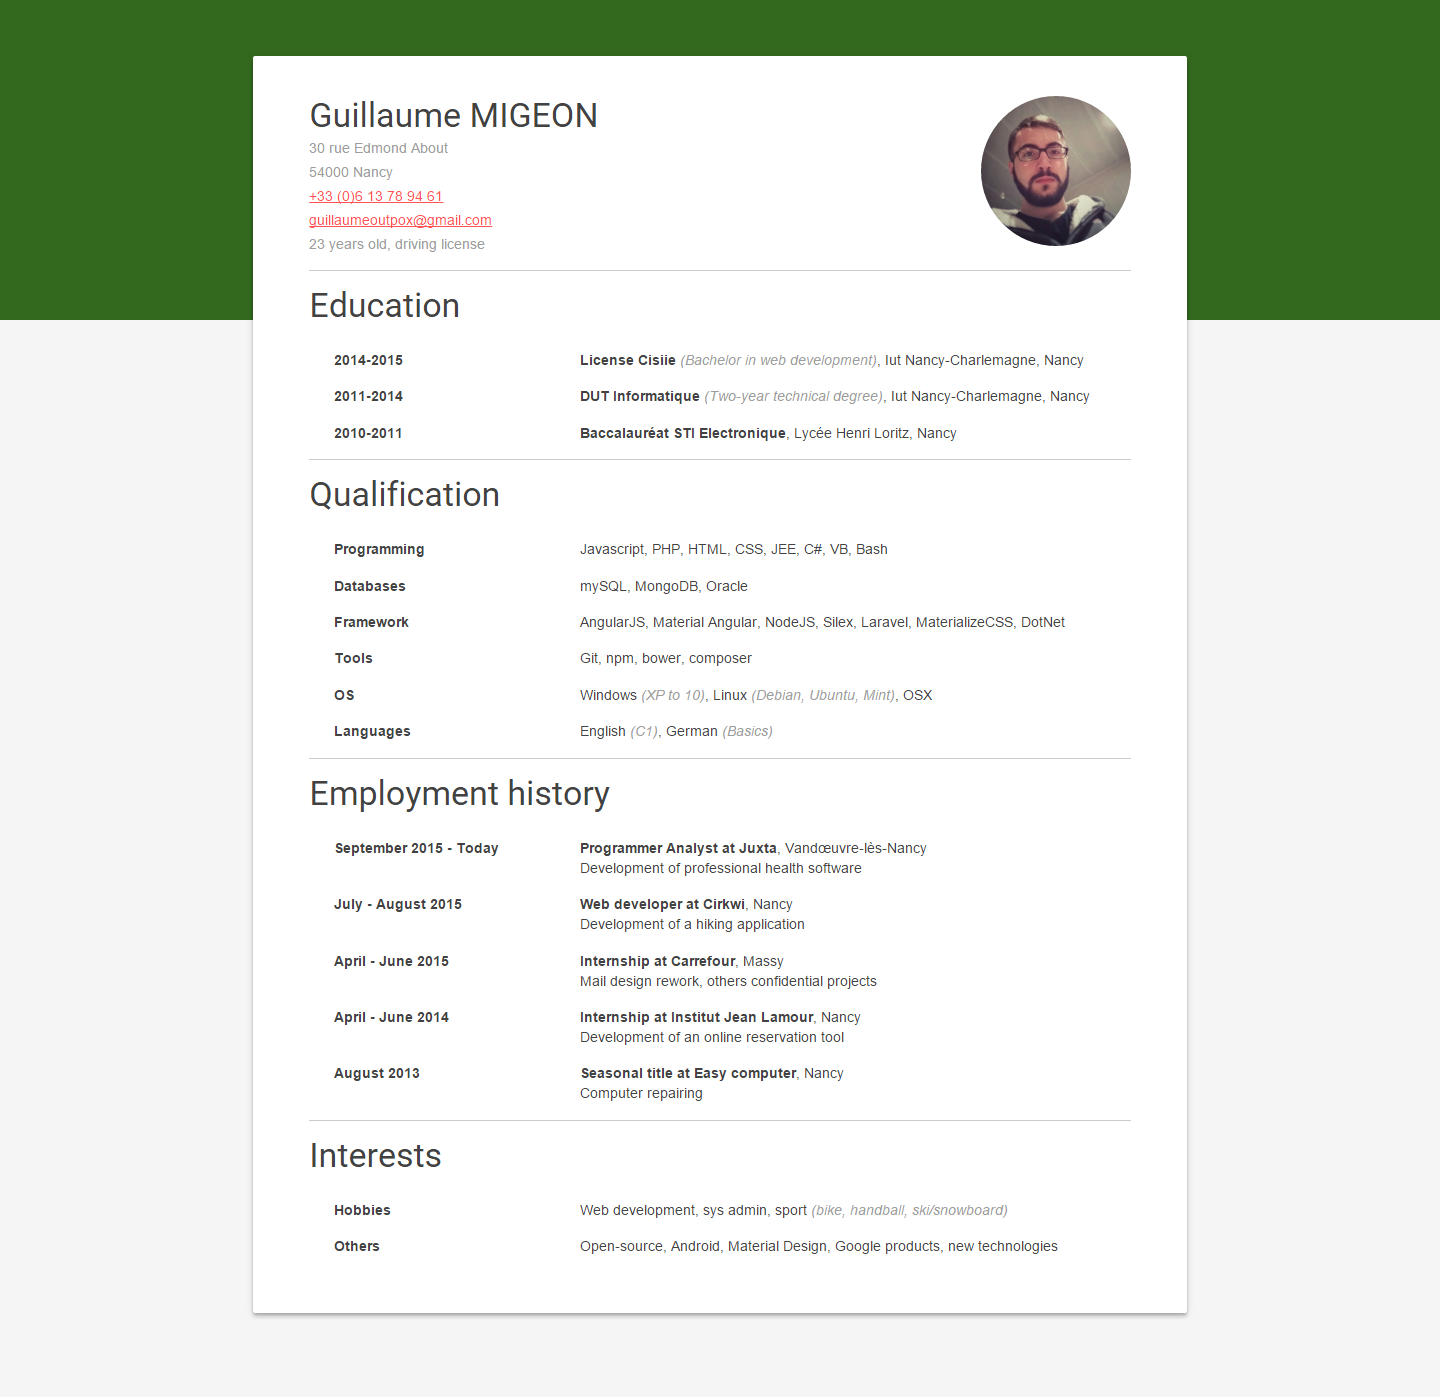 Guillaume MIGEON
30 rue Edmond About
54000 Nancy
+33 (0)6 13 78 94 61
guillaumeoutpox@gmail.com
23 years old, driving license
Education
2014-2015 License Cisiie (Bachelor in web development), Iut Nancy-Charlemagne, Nancy
2011-2014 DUT Informatique (Two-year technical degree), Iut Nancy-Charlemagne, Nancy
2010-2011 Baccalauréat STI Electronique, Lycée Henri Loritz, Nancy
Qualification
Programming Javascript, PHP, HTML, CSS, JEE, C#, VB, Bash
Databases mySQL, MongoDB, Oracle
Framework AngularJS, Material Angular, NodeJS, Silex, Laravel, MaterializeCSS, DotNet
Tools Git, npm, bower, composer
OS Windows (XP to 10), Linux (Debian, Ubuntu, Mint), OSX
Languages English (C1), German (Basics)
Employment history
September 2015 - Today Programmer Analyst at Juxta, Vandœuvre-lès-Nancy
Development of professional health software
July - August 2015 Web developer at Cirkwi, Nancy
Development of a hiking application
April - June 2015 Internship at Carrefour, Massy
Mail design rework, others confidential projects
April - June 2014 Internship at Institut Jean Lamour, Nancy
Development of an online reservation tool
August 2013 Seasonal title at Easy computer, Nancy
Computer repairing
Interests
Hobbies Web development, sys admin, sport (bike, handball, ski/snowboard)
Others Open-source, Android, Material Design, Google products, new technologies